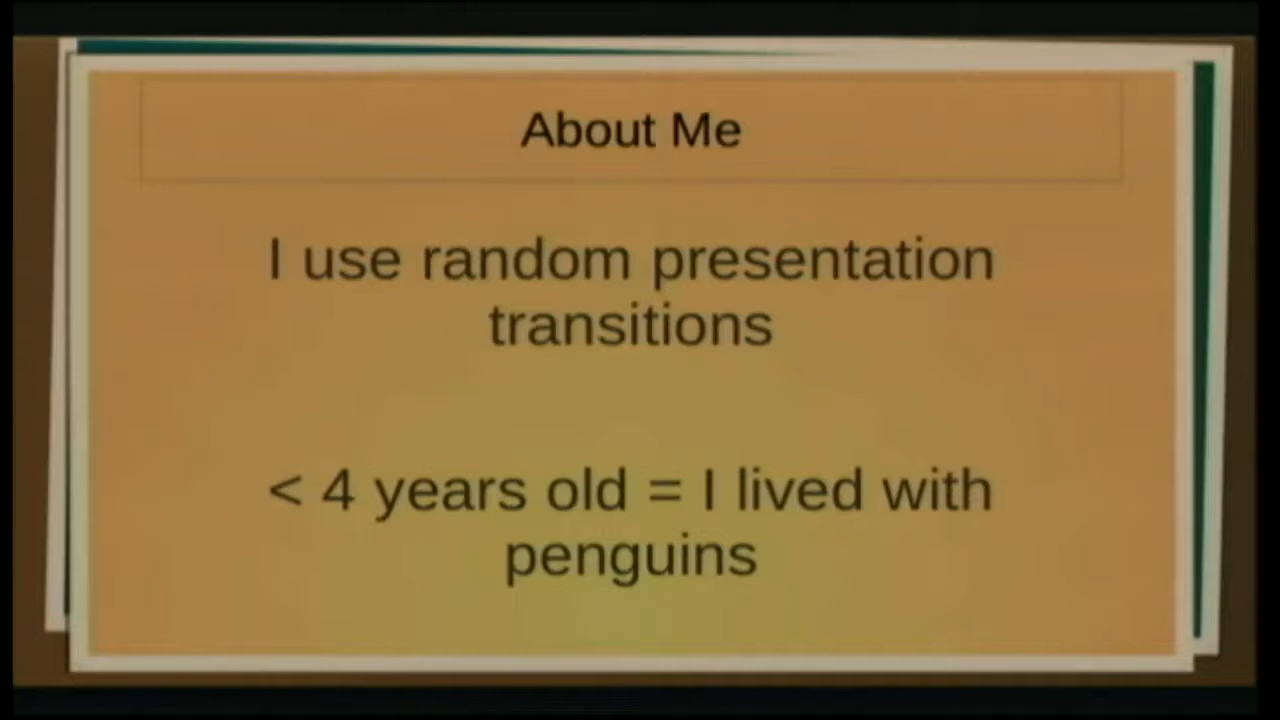 About Me
I use random presentation
transitions
< 4 years old = I lived with
penguins